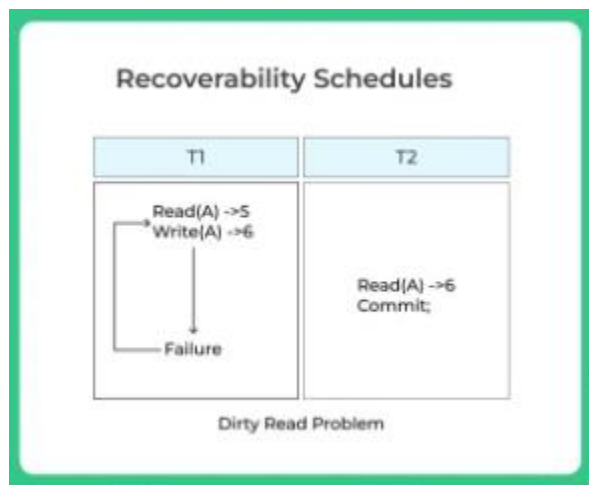 Recoverability Schedules
T1
T2
Read(A) ->5
Write(A) ->6
Failure
Read(A) ->6
Commit;
Dirty Read Problem